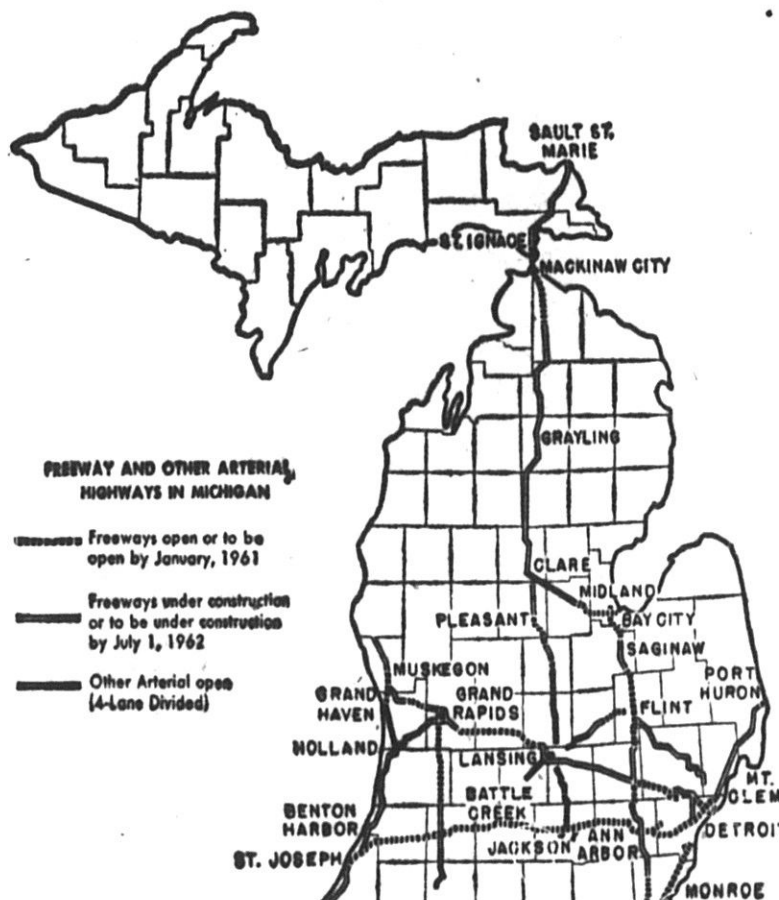 SAULT ST.
MARIE
ST. IGNACE
MACKINAW CITY
GRAYLING
FREEWAY AND OTHER ARTERIAL
HIGHWAYS IN MICHIGAN
Freeways open or to be
open by January, 1961
Freeways under construction
or to be under construction
by July 1, 1962
Other Arterial open
(4-Lane Divided)
CLARE
MIDLAND
PLEASANT
BAY CITY
SAGINAW
MUSKEGON
PORT
HURON
GRAND
HAVEN
GRAND
RAPIDS
FLINT
HOLLAND
LANSING
MT.
CLEM
BATTLE
CREEK
BENTON
HARBOR
DETROIT
JACKSON
ANN
ARBOR
ST. JOSEPH
MONROE